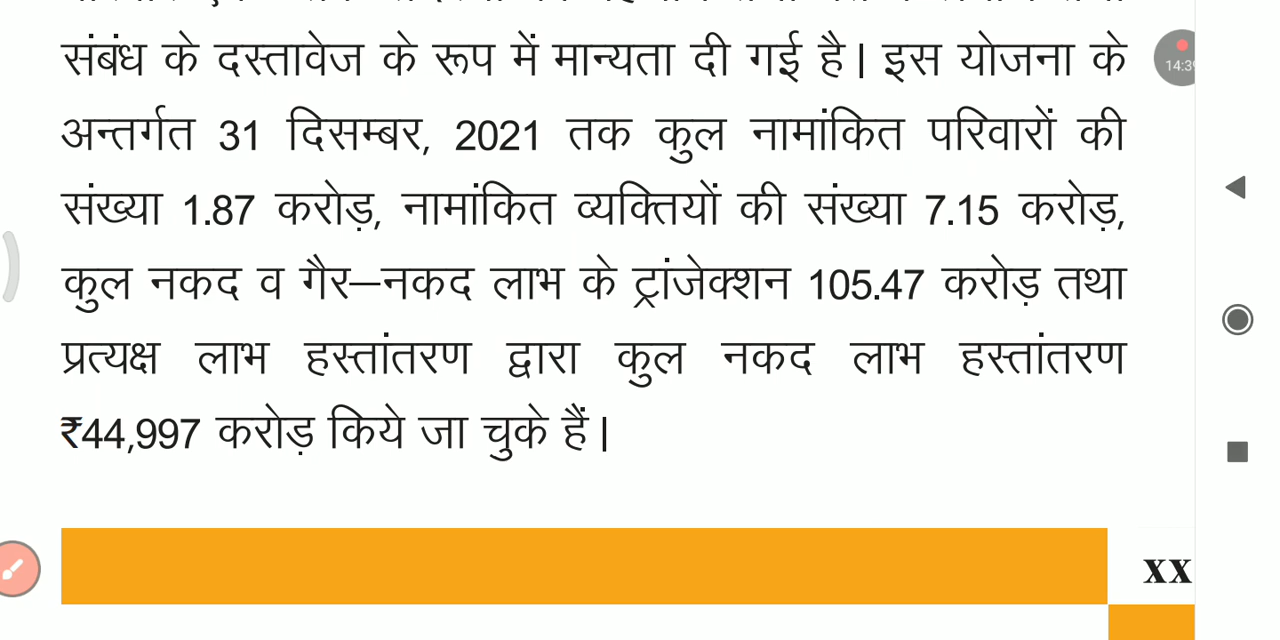 संबंध के दस्तावेज के रूप में मान्यता दी गई है। इस योजना के
अन्तर्गत 31 दिसम्बर, 2021 तक कुल नामांकित परिवारों की
संख्या 1.87 करोड़, नामांकित व्यक्तियों की संख्या 7.15 करोड़,
कुल नकद व गैर–नकद लाभ के ट्रांजेक्शन 105.47 करोड़ तथा
प्रत्यक्ष लाभ हस्तांतरण द्वारा कुल नकद लाभ हस्तांतरण
₹44,997 करोड़ किये जा चुके हैं।
xx